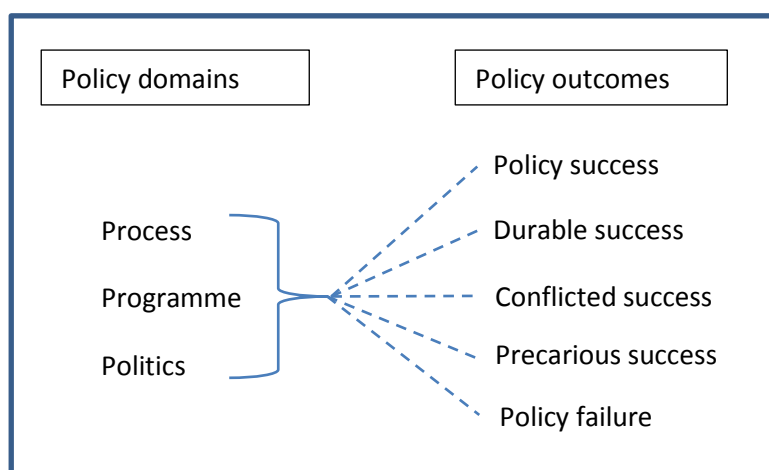 Policy domains
Policy outcomes
Process
Programme
Politics
Policy success
Durable success
Conflicted success
Precarious success
Policy failure